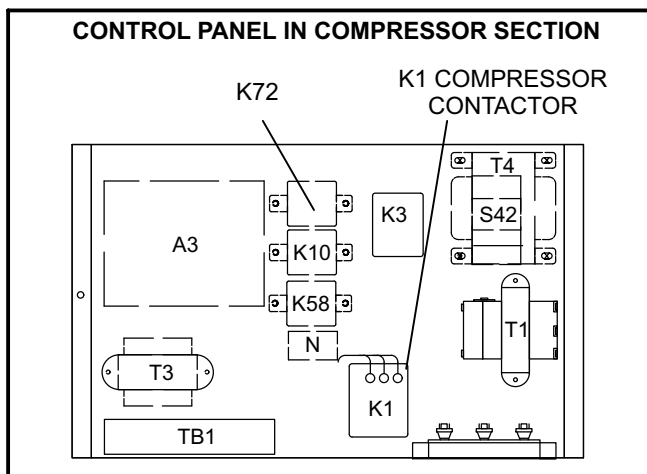 CONTROL PANEL IN COMPRESSOR SECTION
K72
K1 COMPRESSOR
CONTACTOR
T4
S42
K3
A3
K10
K58
T1
N
T3
K1
TB1